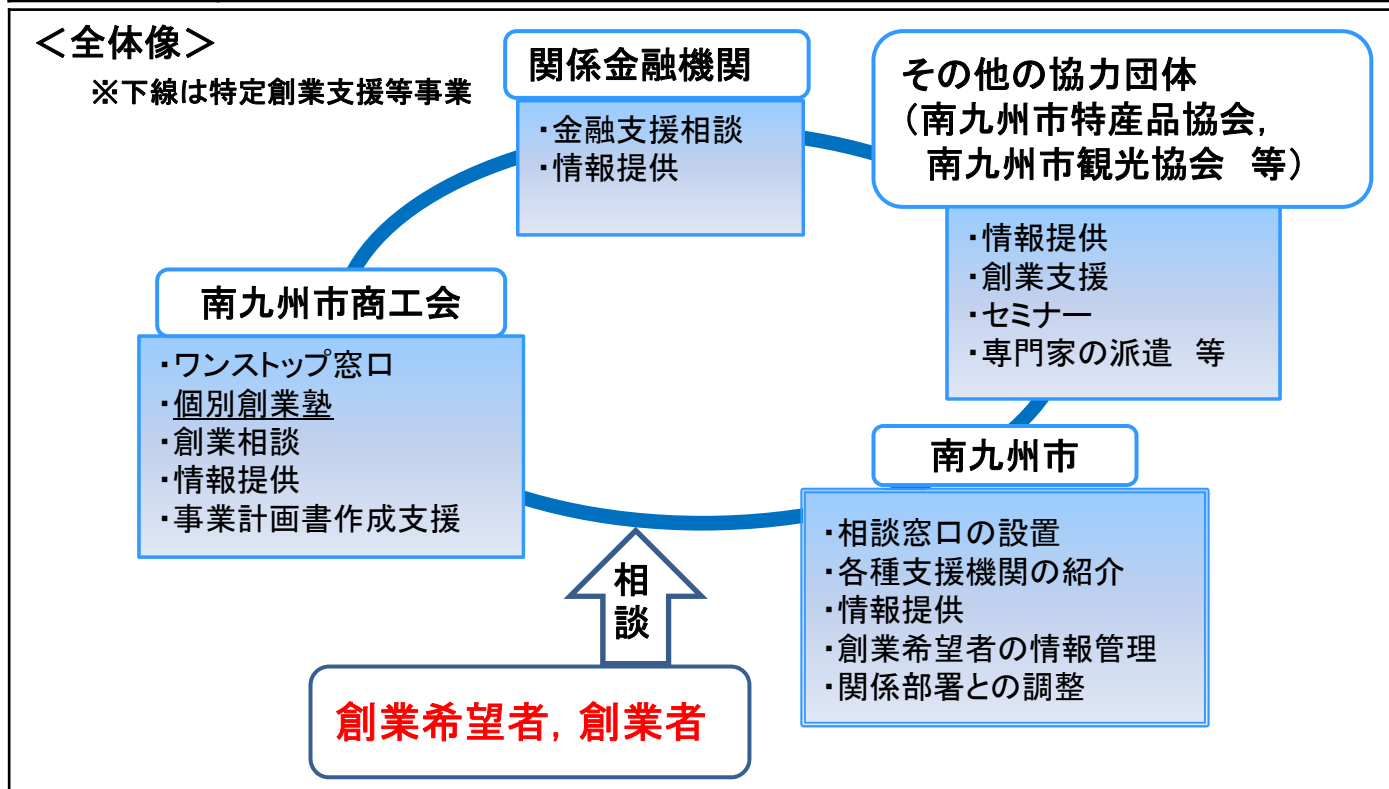 ＜全体像＞
※下線は特定創業支援等事業
関係金融機関
・金融支援相談
・情報提供
その他の協力団体
（南九州市特産品協会，
南九州市観光協会　等）
・情報提供
・創業支援
・セミナー
・専門家の派遣　等
南九州市商工会
・ワンストップ窓口
・個別創業塾
・創業相談
・情報提供
・事業計画書作成支援
南九州市
・相談窓口の設置
・各種支援機関の紹介
・情報提供
・創業希望者の情報管理
・関係部署との調整
相
談
創業希望者，創業者